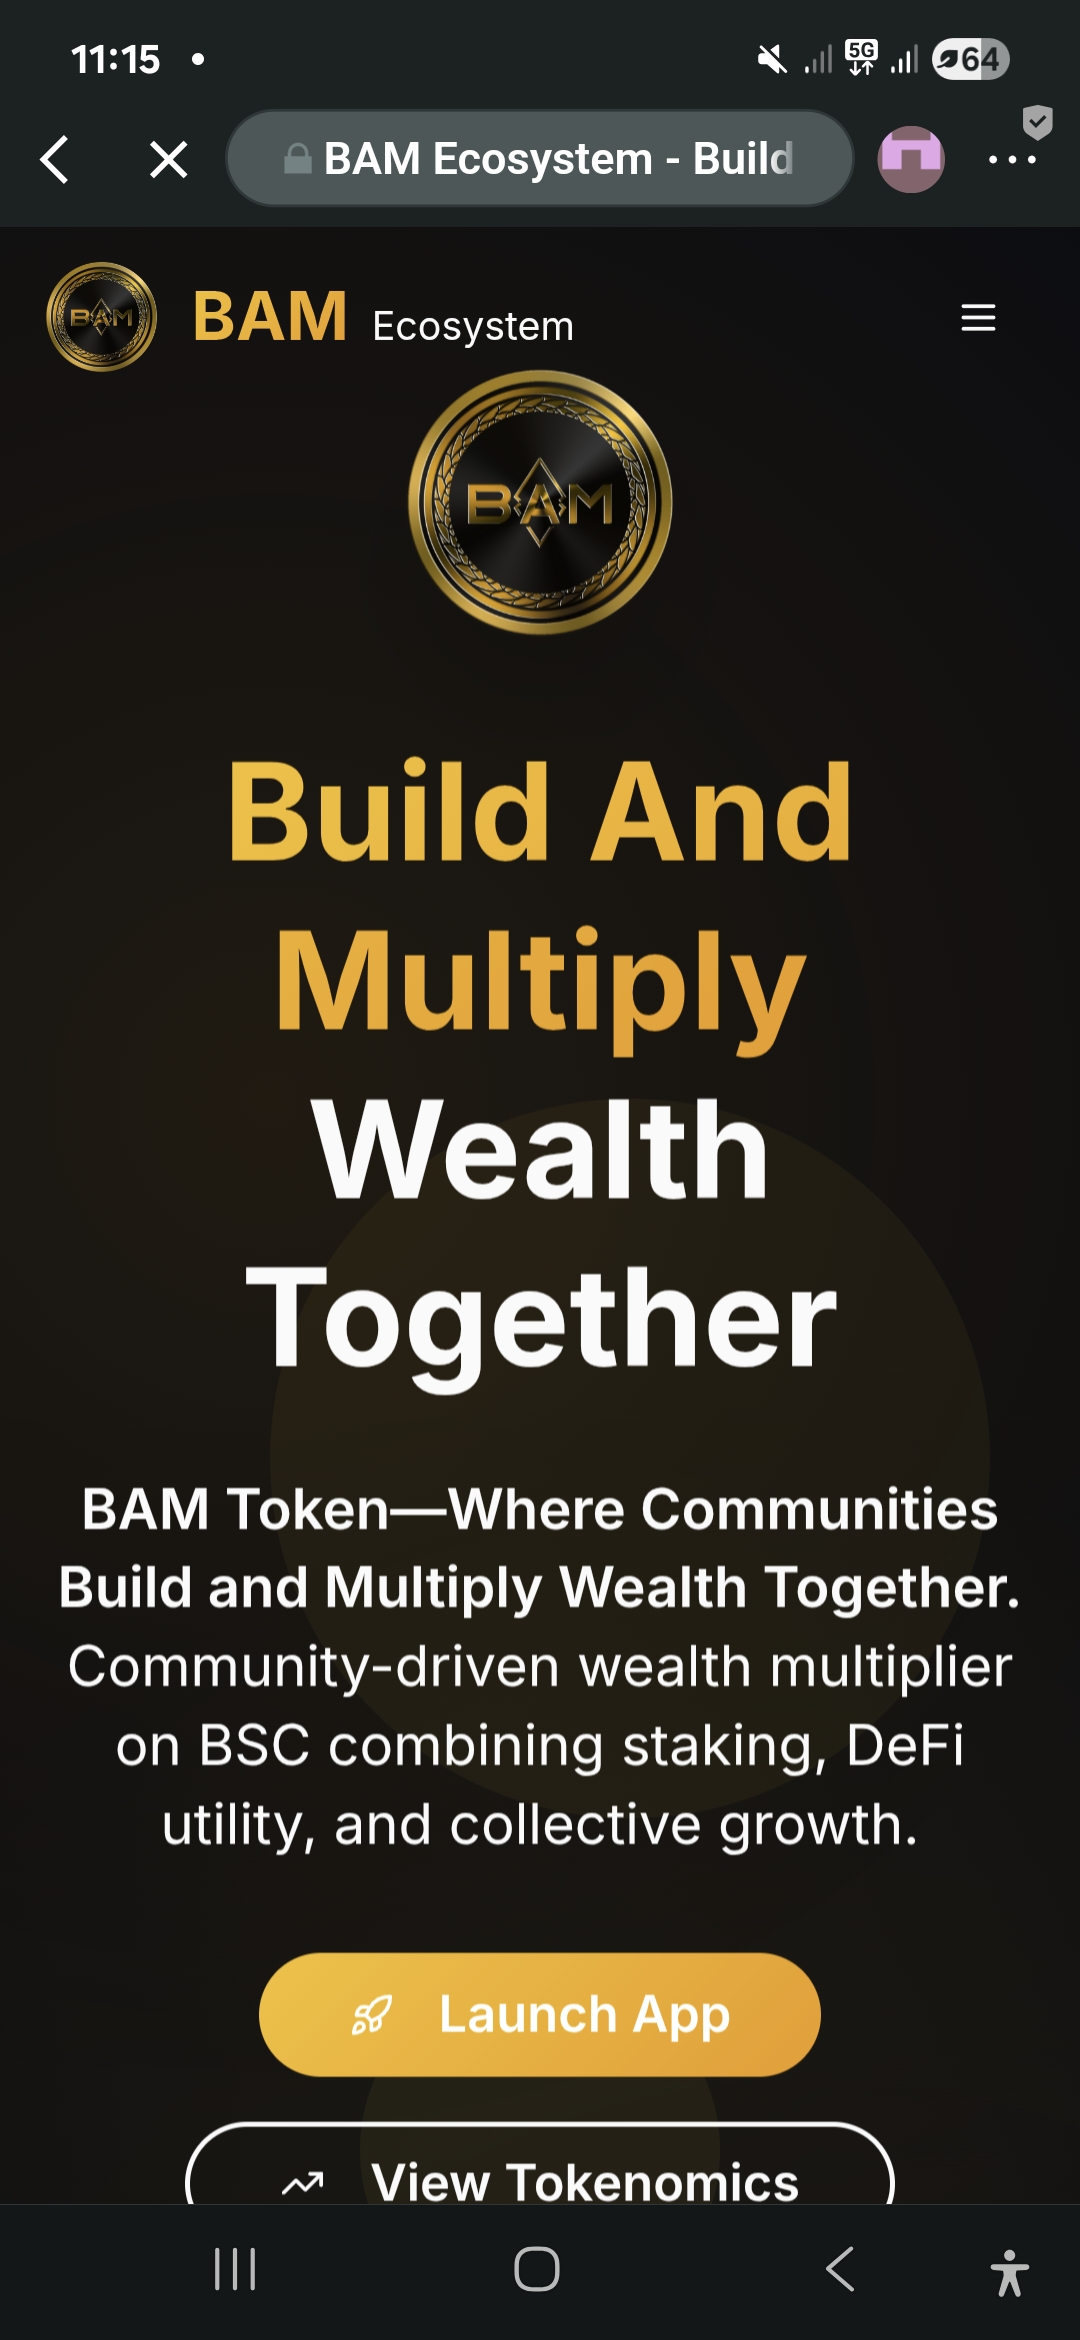 11:15
5G
64
BAM Ecosystem - Build
BAM
BAM Ecosystem
BAM
Build And
Multiply
Wealth
Together
BAM Token—Where Communities
Build and Multiply Wealth Together.
Community-driven wealth multiplier
on BSC combining staking, DeFi
utility, and collective growth.
Launch App
View Tokenomics